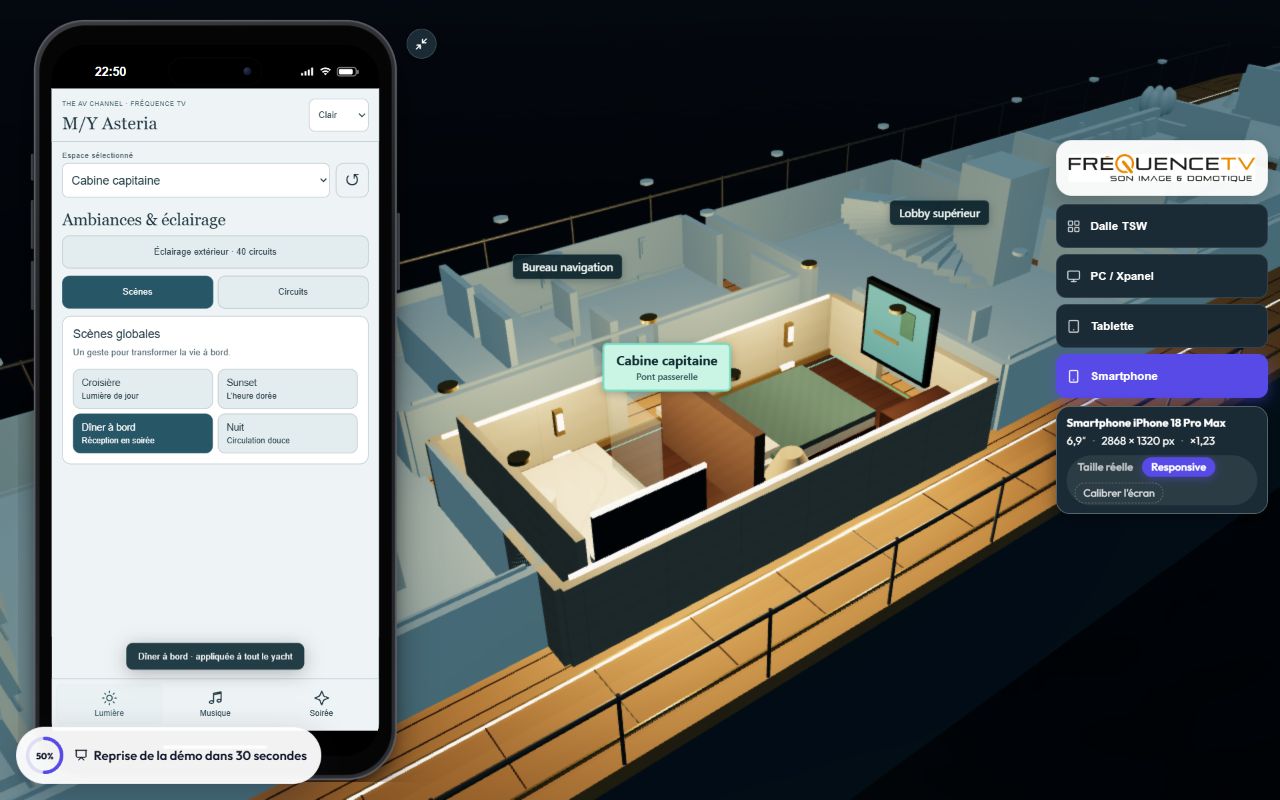 22:50
THE AV CHANNEL · FRÉQUENCE TV
M/Y Asteria
Clair
Espace sélectionné
Cabine capitaine
Ambiances & éclairage
Éclairage extérieur · 40 circuits
Scènes
Circuits
Scènes globales
Un geste pour transformer la vie à bord.
Croisière
Lumière de jour
Sunset
L'heure dorée
Dîner à bord
Réception en soirée
Nuit
Circulation douce
Dîner à bord · appliquée à tout le yacht
Lumière
Musique
Soirée
50%
Reprise de la démo dans 30 secondes
Bureau navigation
Lobby supérieur
Cabine capitaine
Pont passerelle
FRÉQUENCETV
SON IMAGE & DOMOTIQUE
Dalle TSW
PC / Xpanel
Tablette
Smartphone
Smartphone iPhone 18 Pro Max
6,9" · 2868 × 1320 px · ×1,23
Taille réelle
Responsive
Calibrer l'écran